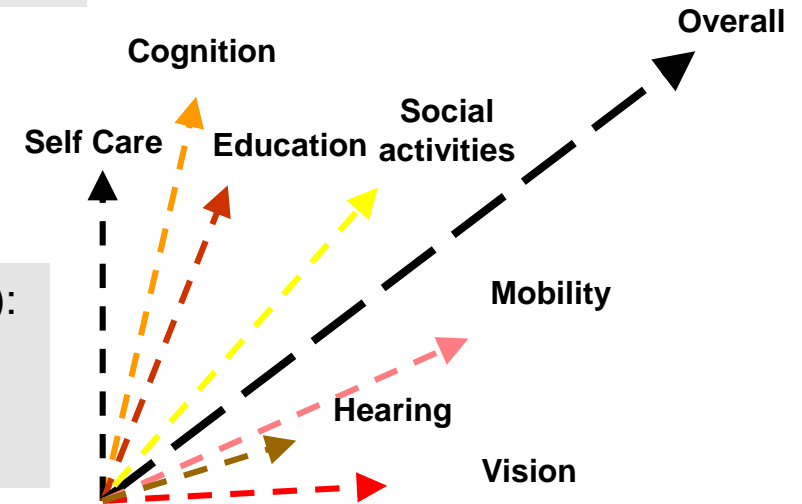 Overall
Cognition
Social
activities
Self Care
Education
):
Mobility
Hearing
Vision